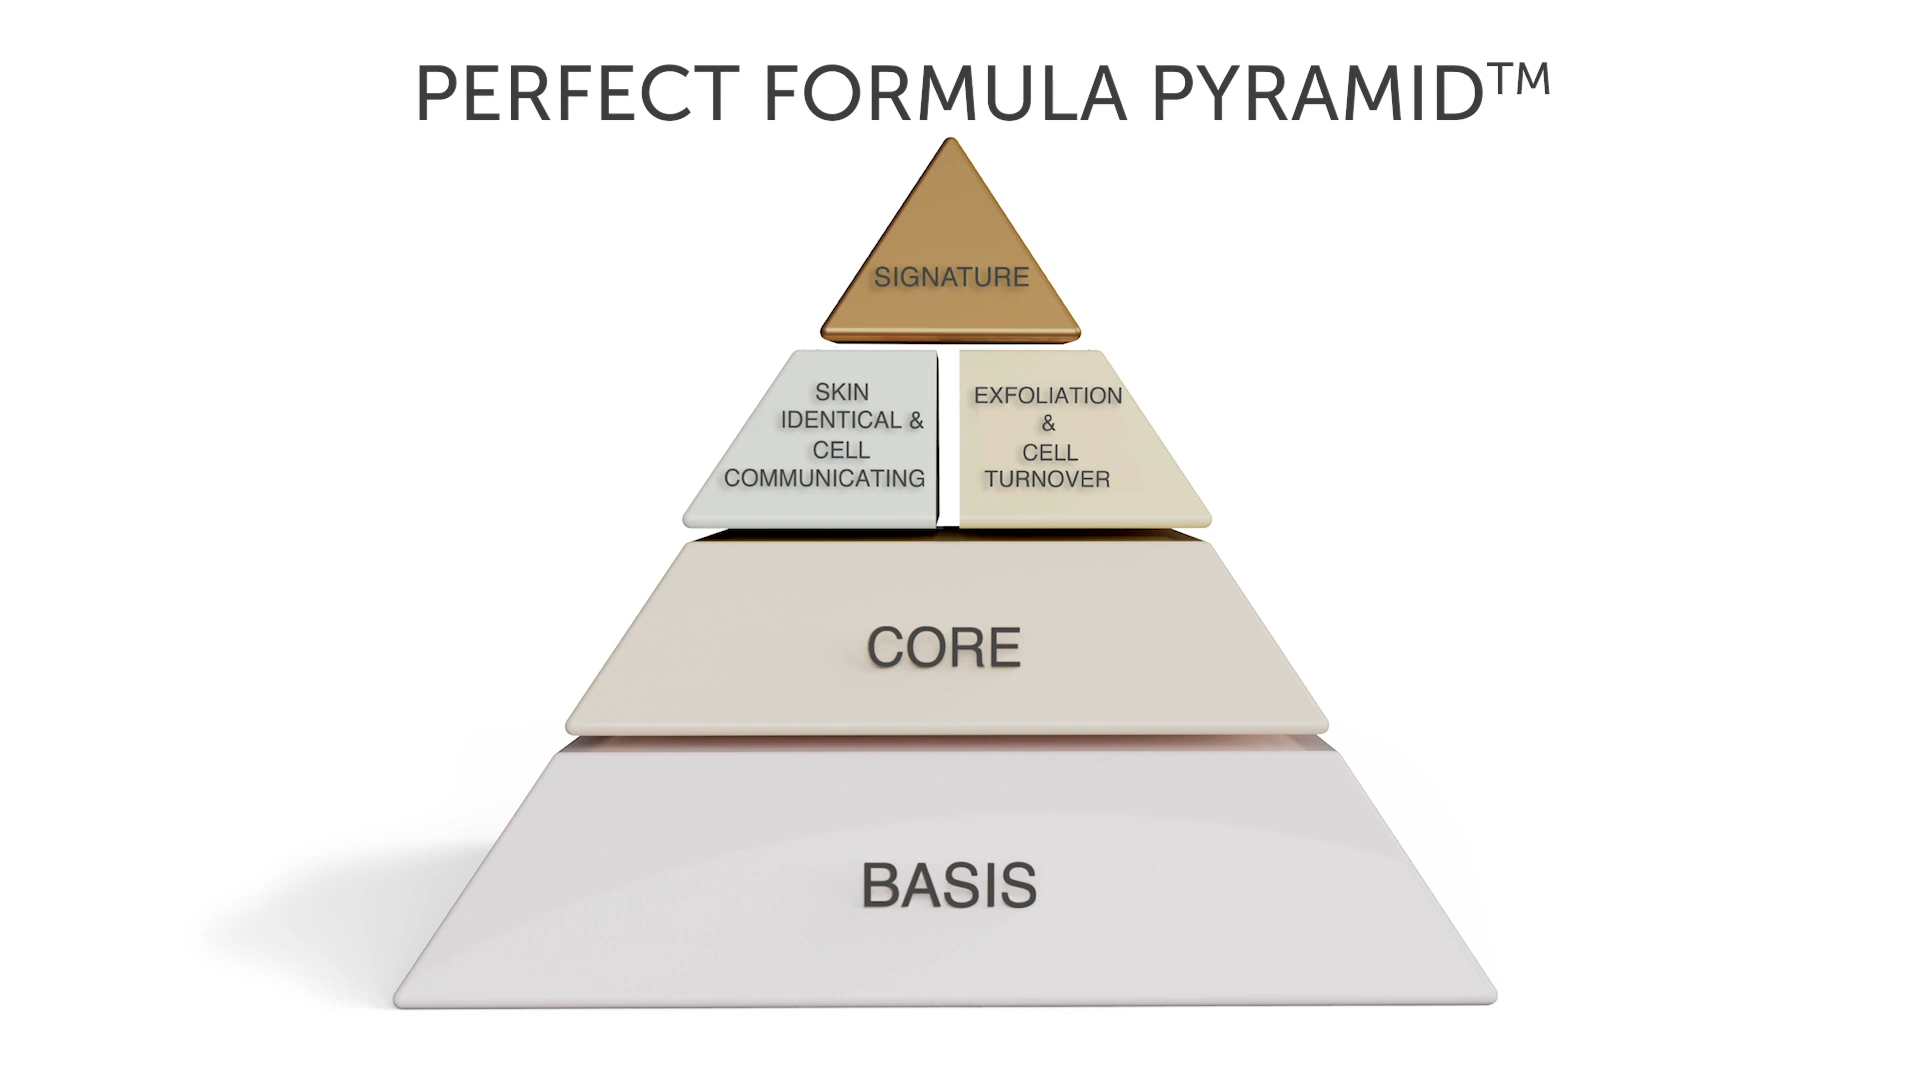 PERFECT FORMULA PYRAMID™
SIGNATURE
SKIN
IDENTICAL &
CELL
COMMUNICATING
EXFOLIATION
&
CELL
TURNOVER
CORE
BASIS